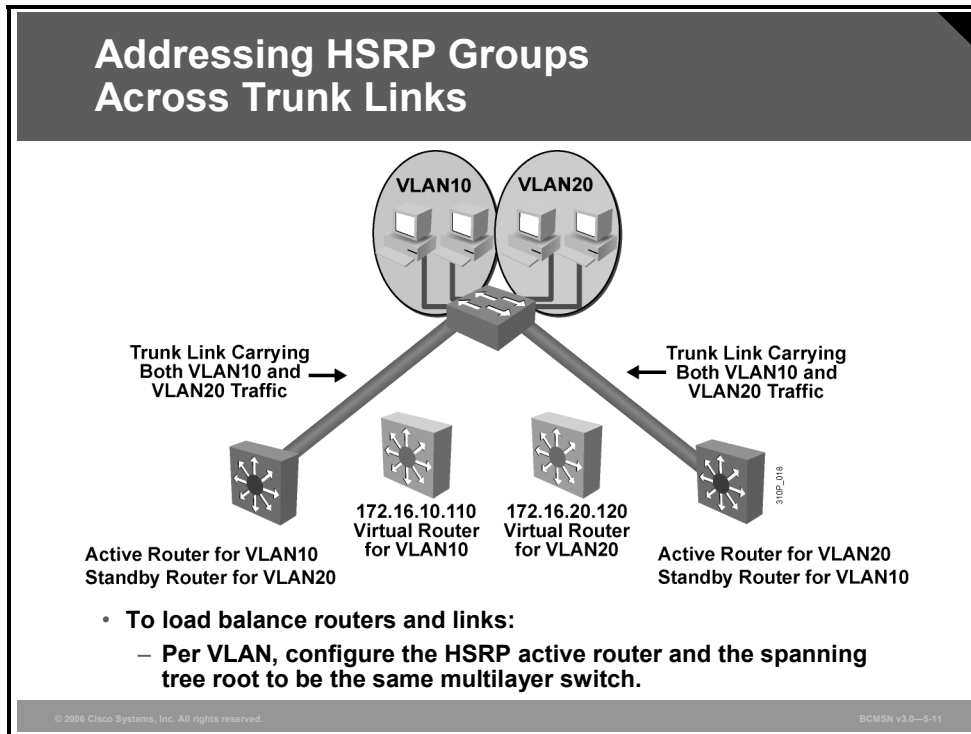 Addressing HSRP Groups
Across Trunk Links
VLAN10
VLAN20
Trunk Link Carrying
Both VLAN10 and
VLAN20 Traffic
Trunk Link Carrying
Both VLAN10 and
VLAN20 Traffic
172.16.10.110
Virtual Router
for VLAN10
172.16.20.120
Virtual Router
for VLAN20
310P_018
Active Router for VLAN10
Standby Router for VLAN20
Active Router for VLAN20
Standby Router for VLAN10
• To load balance routers and links:
– Per VLAN, configure the HSRP active router and the spanning
tree root to be the same multilayer switch.
© 2006 Cisco Systems, Inc. All rights reserved.
BCMSN v3.0—5-11